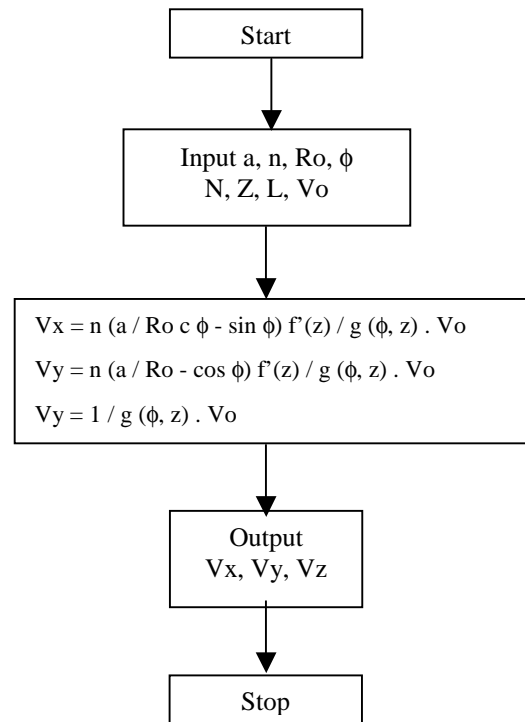 Start
Input a, n, Ro, ϕ
N, Z, L, Vo
Vx = n (a / Ro c ϕ - sin ϕ) f'(z) / g (ϕ, z) . Vo
Vy = n (a / Ro - cos ϕ) f'(z) / g (ϕ, z) . Vo
Vy = 1 / g (ϕ, z) . Vo
Output
Vx, Vy, Vz
Stop